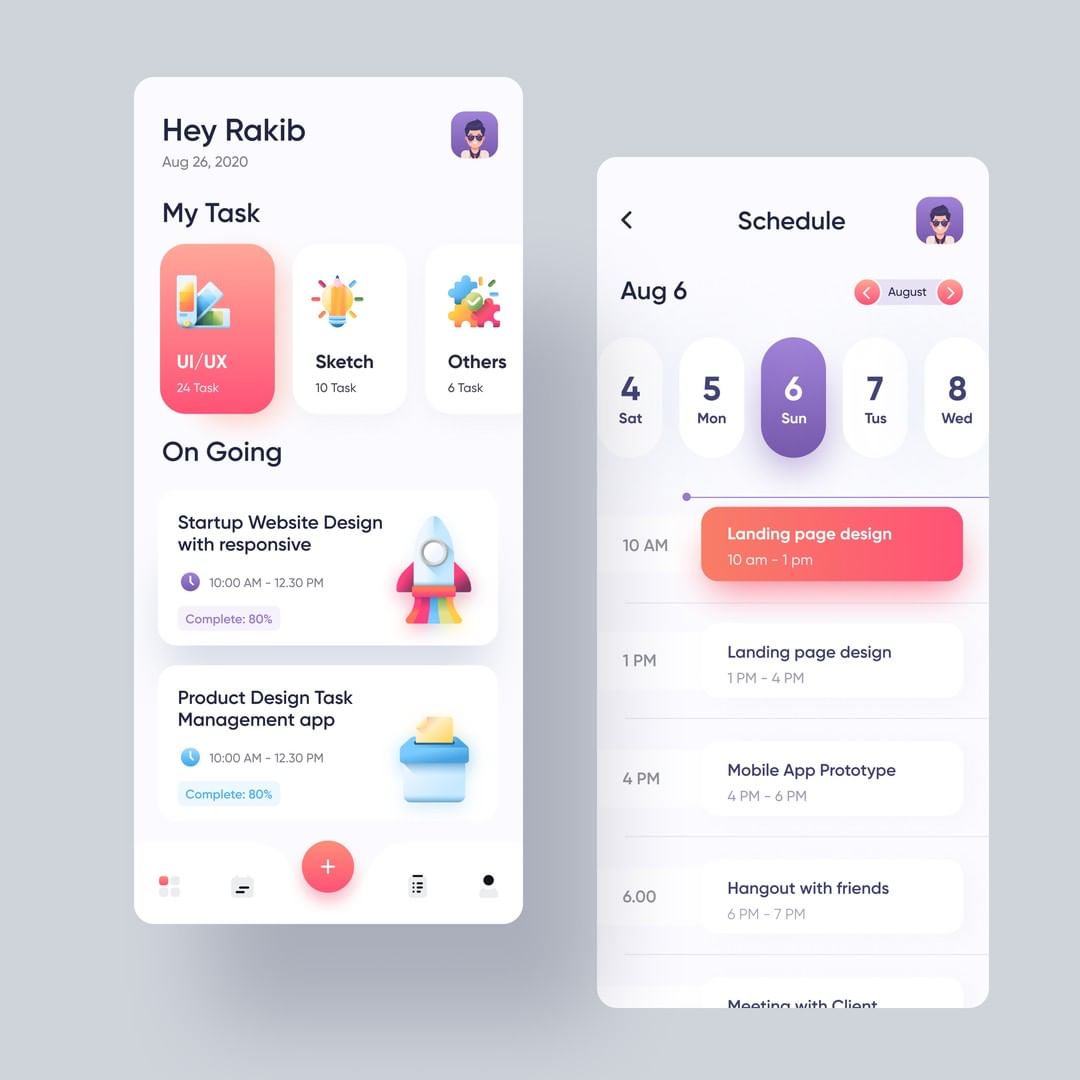 Hey Rakib
Aug 26, 2020
My Task
UI/UX
24 Task
Sketch
10 Task
Others
6 Task
On Going
Startup Website Design
with responsive
10:00 AM - 12.30 PM
Complete: 80%
Product Design Task
Management app
10:00 AM - 12.30 PM
Complete: 80%
Schedule
Aug 6
August
4
Sat
5
Mon
6
Sun
7
Tus
8
Wed
10 AM
Landing page design
10 am - 1 pm
1 PM
Landing page design
1 PM - 4 PM
4 PM
Mobile App Prototype
4 PM - 6 PM
6.00
Hangout with friends
6 PM - 7 PM
Meeting with Client